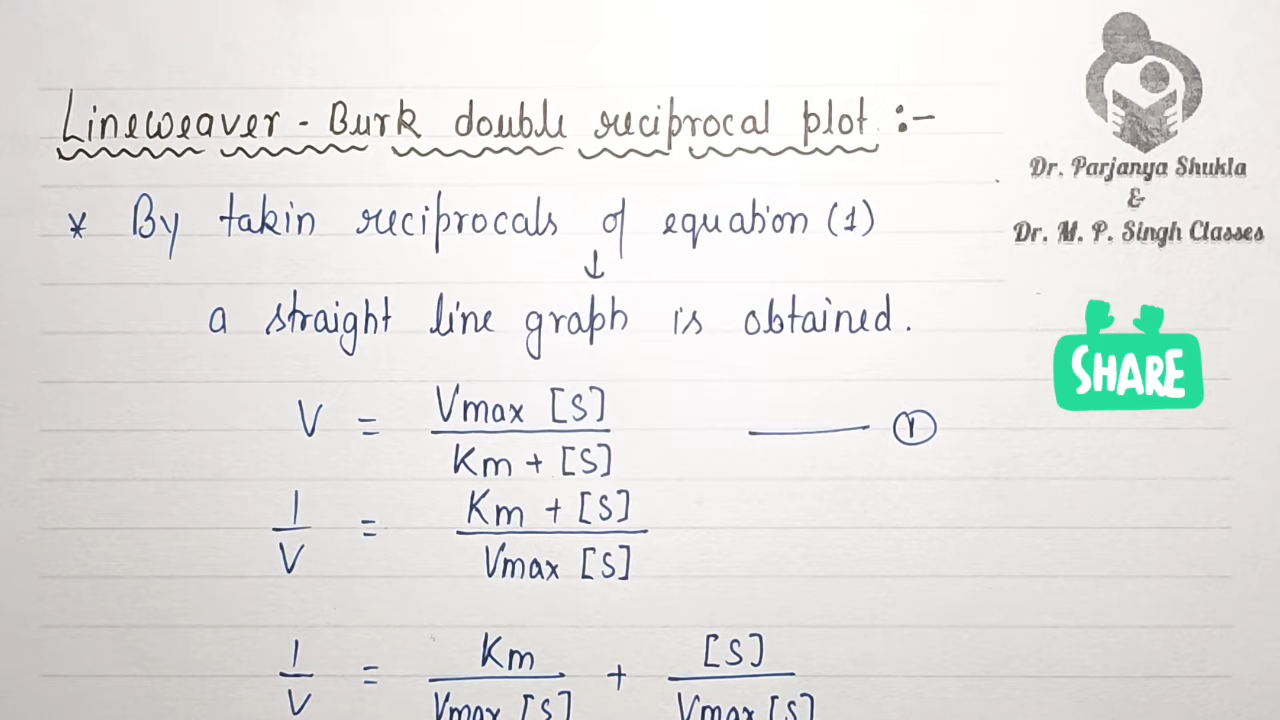 Lineweaver - Burk double reciprocal plot :-
* By takin reciprocals of equation (1)
↓
a straight line graph is obtained.
V = Vmax [S] / Km + [S] —— ①
1 / V = Km + [S] / Vmax [S]
1 / V = Km / Vmax [S] + [S] / Vmax [S]
Dr. Parjanya Shukla
&
Dr. M. P. Singh Classes
SHARE